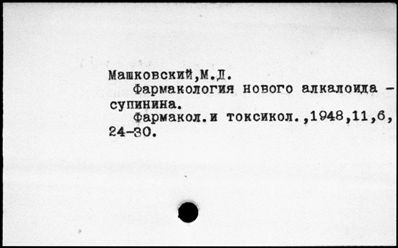 Машковский,М.Д.
Фармакология нового алкалоида -
супинина.
Фармакол.и токсикол.,1948,11,6,
24-30.